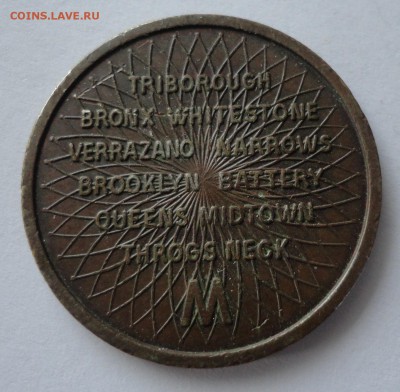 COINS.LAVE.RU
TRIBOROUGH
BRONX WHITESTONE
VERRAZANO NARROWS
BROOKLYN BATTERY
QUEENS MIDTOWN
THROGS NECK
M